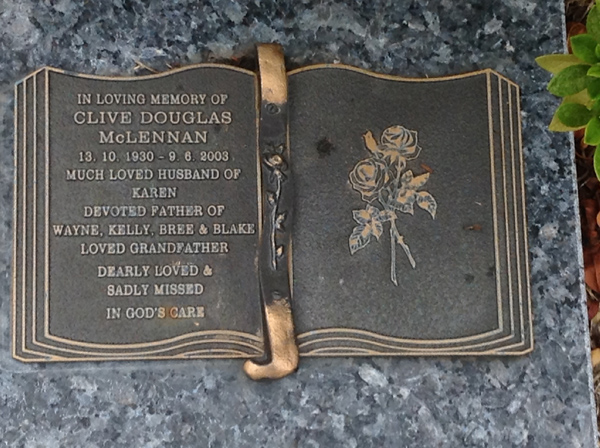 IN LOVING MEMORY OF
CLIVE DOUGLAS
McLENNAN
13. 10. 1930 - 9. 6. 2003
MUCH LOVED HUSBAND OF
KAREN
DEVOTED FATHER OF
WAYNE, KELLY, BREE & BLAKE
LOVED GRANDFATHER
DEARLY LOVED &
SADLY MISSED
IN GOD'S CARE